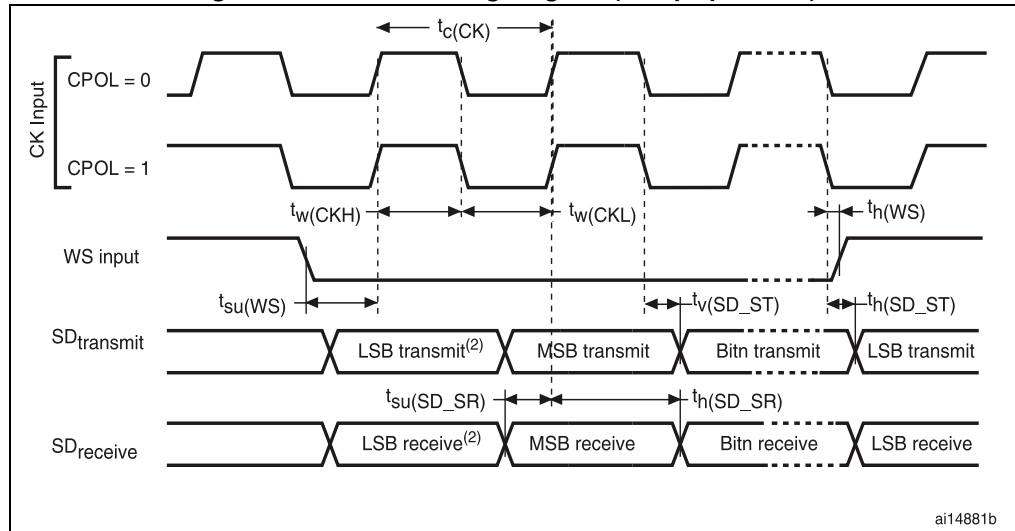 tc(CK)
CK Input
CPOL = 0
CPOL = 1
tw(CKH)
tw(CKL)
th(WS)
WS input
tsu(WS)
tv(SD_ST)
th(SD_ST)
SDtransmit
LSB transmit(2)
MSB transmit
Bitn transmit
LSB transmit
tsu(SD_SR)
th(SD_SR)
SDreceive
LSB receive(2)
MSB receive
Bitn receive
LSB receive
ai14881b